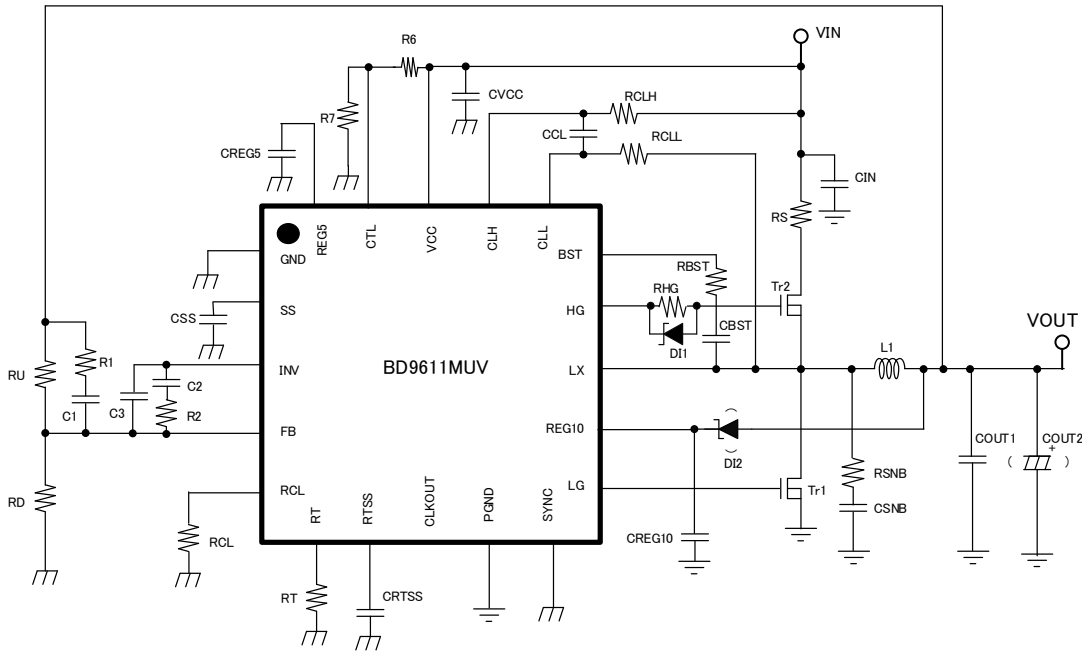 VIN
R6
CVCC
RCLH
R7
CCL
RCLL
CREG5
CIN
RS
REG5
CTL
VCC
CLH
CLL
GND
BST
RBST
SS
HG
RHG
Tr2
CSS
DI1
CBST
VOUT
L1
RU
R1
INV
BD9611MUV
LX
C2
C1
C3
R2
FB
REG10
DI2
COUT1
COUT2
+
( )
RSNB
RD
RCL
LG
Tr1
CSNB
RT
RTSS
CLKOUT
PGND
SYNC
RCL
CREG10
RT
CRTSS